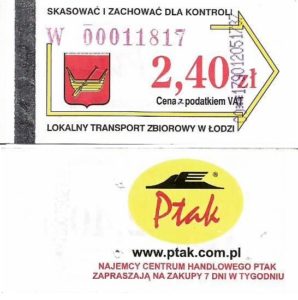 SKASOWAĆ I ZACHOWAĆ DLA KONTROLI
W 00011817
2,40 zł
Cena z podatkiem VAT
LOKALNY TRANSPORT ZBIOROWY W ŁODZI
Ptak ®
www.ptak.com.pl
NAJEMCY CENTRUM HANDLOWEGO PTAK
ZAPRASZAJĄ NA ZAKUPY 7 DNI W TYGODNIU